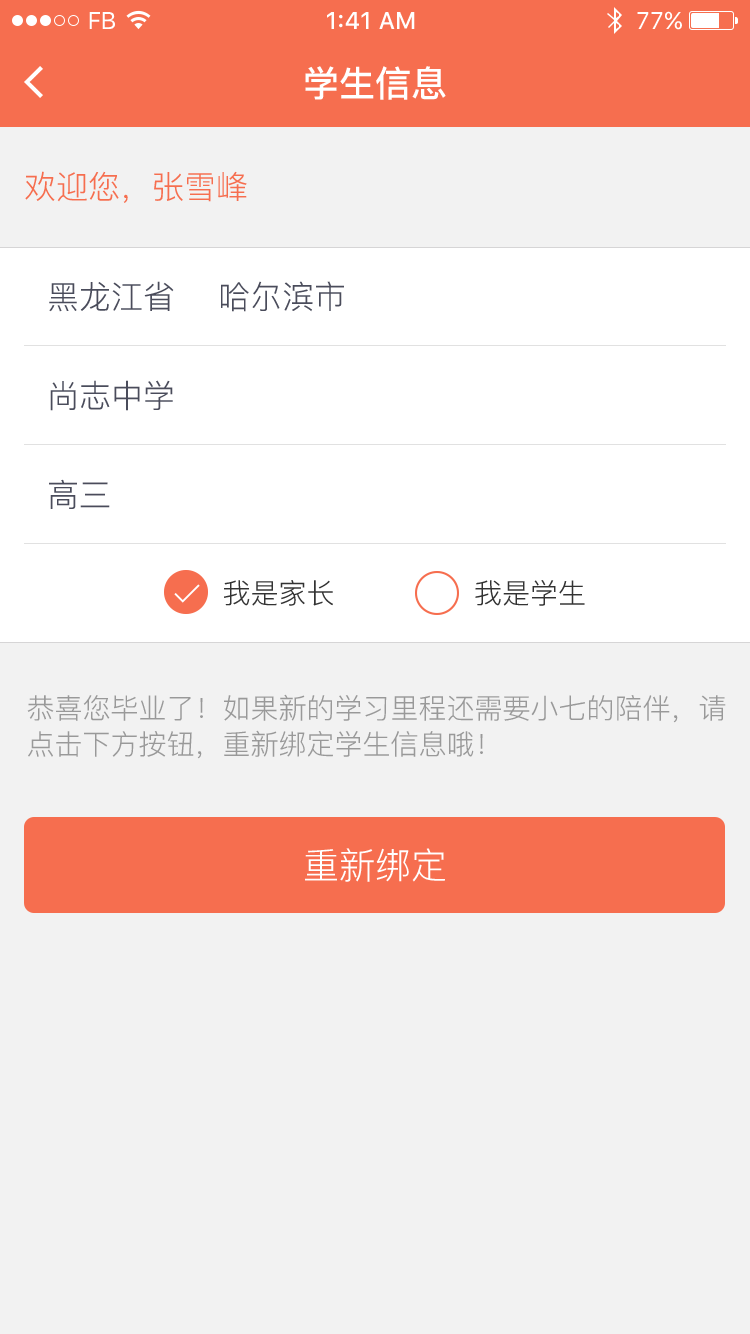 FB 1:41 AM 77%
学生信息
欢迎您，张雪峰
黑龙江省 哈尔滨市
尚志中学
高三
我是家长 我是学生
恭喜您毕业了！如果新的学习里程还需要小七的陪伴，请
点击下方按钮，重新绑定学生信息哦！
重新绑定